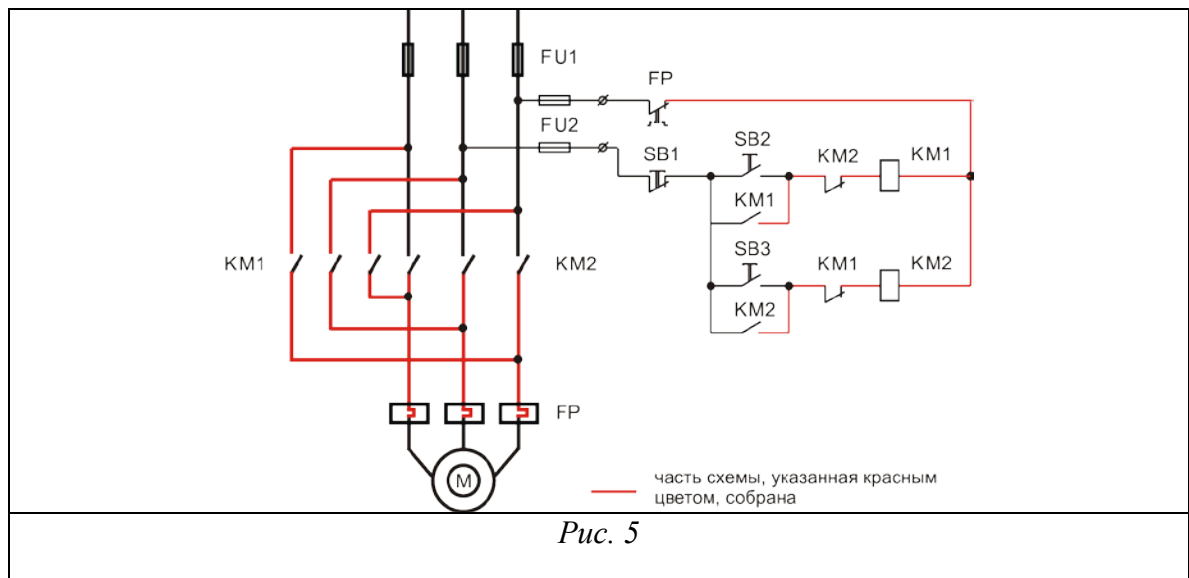 FU1
FP
FU2
SB1
SB2
KM2
KM1
KM1
SB3
KM1
KM2
KM2
KM1
KM2
FP
M
часть схемы, указанная красным
цветом, собрана
Рис. 5